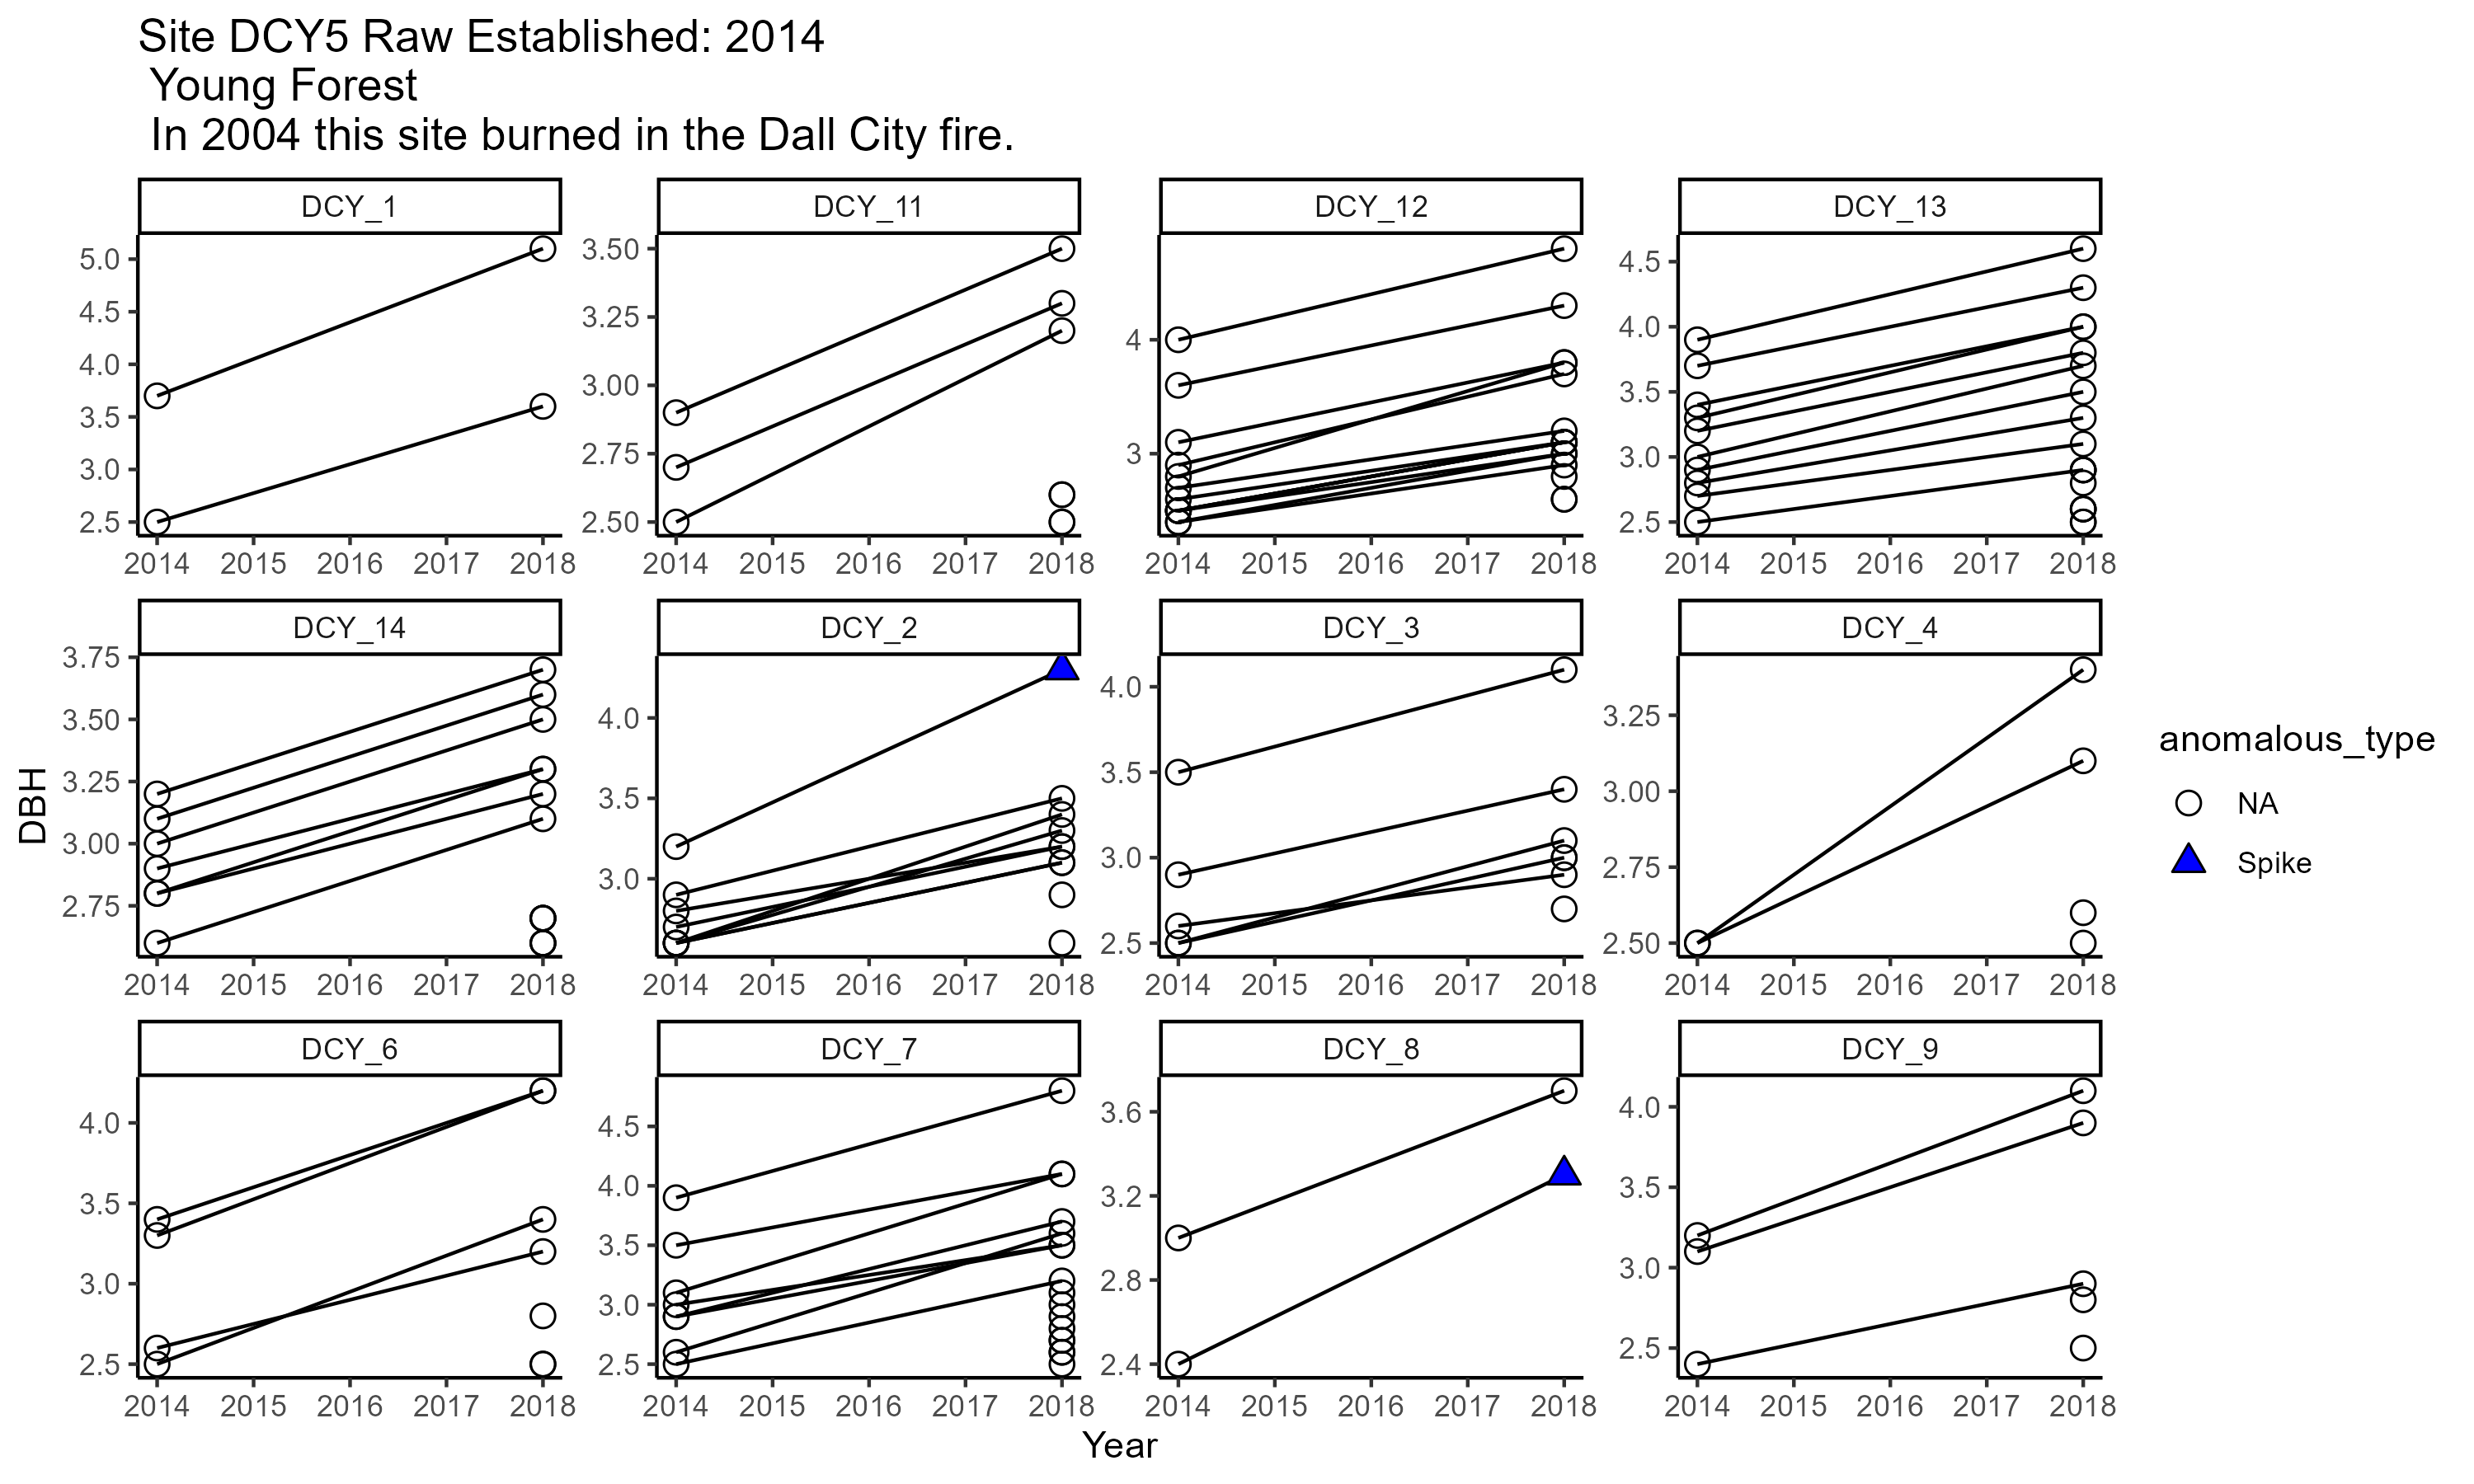 Site DCY5 Raw Established: 2014
Young Forest
In 2004 this site burned in the Dall City fire.
DCY_1
DCY_11
DCY_12
DCY_13
5.0
4.5
4.0
3.5
3.0
2.5
3.50
3.25
3.00
2.75
2.50
4
3
4.5
4.0
3.5
3.0
2.5
2014 2015 2016 2017 2018
2014 2015 2016 2017 2018
2014 2015 2016 2017 2018
2014 2015 2016 2017 2018
DCY_14
DCY_2
DCY_3
DCY_4
3.75
3.50
3.25
3.00
2.75
4.0
3.5
3.0
4.0
3.5
3.0
2.5
3.25
3.00
2.75
2.50
2014 2015 2016 2017 2018
2014 2015 2016 2017 2018
2014 2015 2016 2017 2018
2014 2015 2016 2017 2018
DBH
DCY_6
DCY_7
DCY_8
DCY_9
4.0
3.5
3.0
2.5
4.5
4.0
3.5
3.0
2.5
3.6
3.2
2.8
2.4
4.0
3.5
3.0
2.5
2014 2015 2016 2017 2018
2014 2015 2016 2017 2018
2014 2015 2016 2017 2018
2014 2015 2016 2017 2018
Year
anomalous_type
NA
Spike